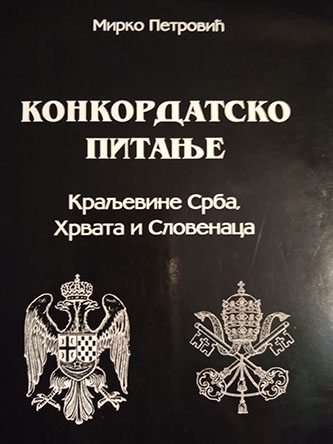 Мирко Петровић
КОНКОРДАТСКО
ПИТАЊЕ
Краљевине Срба,
Хрвата и Словенаца